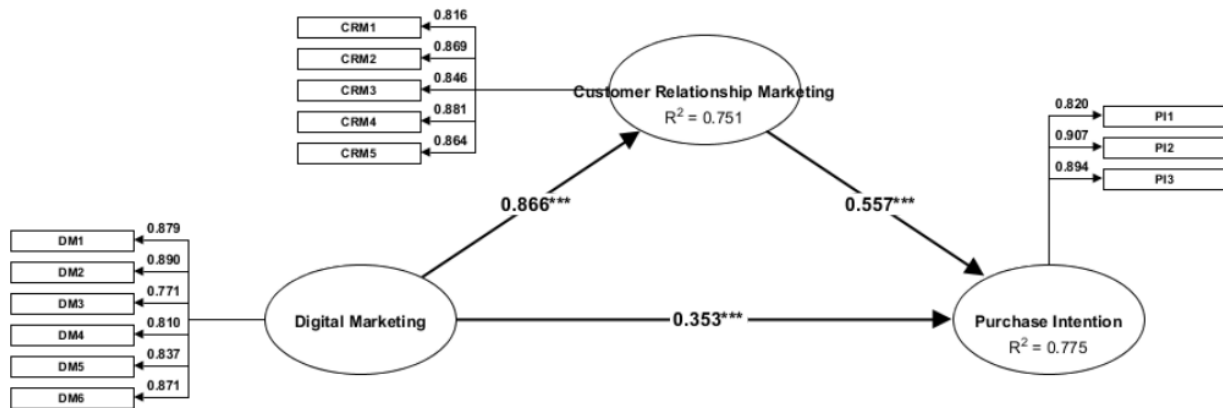 CRM1 0.816
CRM2 0.869
CRM3 0.846
CRM4 0.881
CRM5 0.864
Customer Relationship Marketing
R² = 0.751
0.820 PI1
0.907 PI2
0.894 PI3
0.866***
0.557***
DM1 0.879
DM2 0.890
DM3 0.771
DM4 0.810
DM5 0.837
DM6 0.871
Digital Marketing
0.353***
Purchase Intention
R² = 0.775